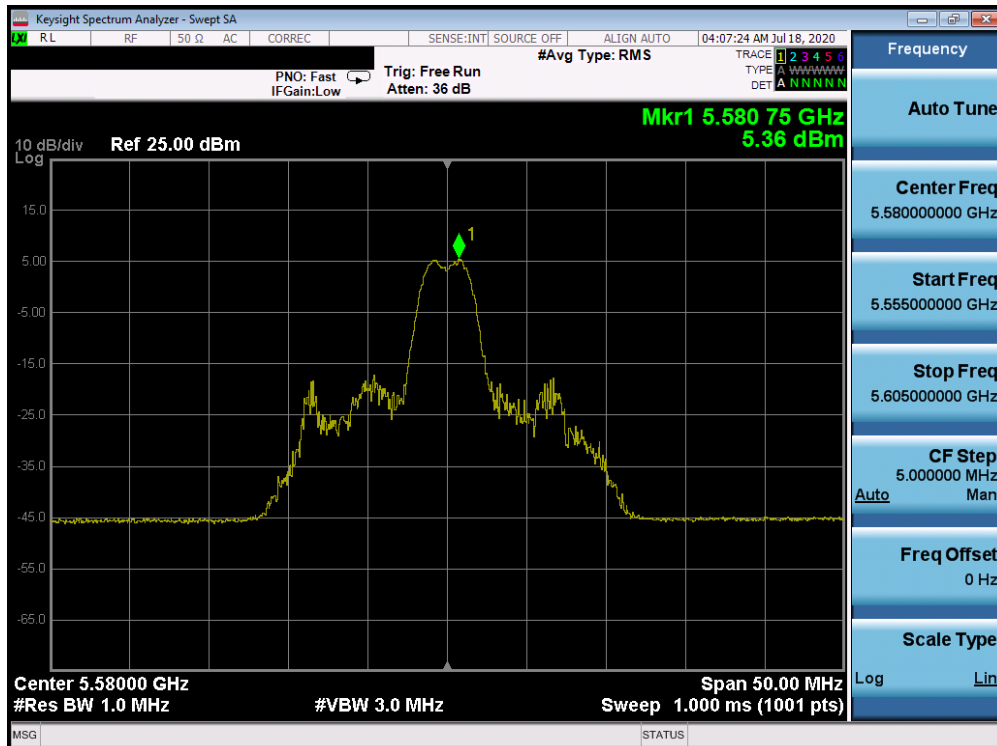 Keysight Spectrum Analyzer - Swept SA
LXI RL RF 50 Ω AC CORREC SENSE:INT SOURCE OFF ALIGN AUTO 04:07:24 AM Jul 18, 2020
#Avg Type: RMS
TRACE 1 2 3 4 5 6
TYPE A WWWWW
DET A N N N N N
PNO: Fast
IFGain:Low
Trig: Free Run
Atten: 36 dB
Mkr1 5.580 75 GHz
5.36 dBm
10 dB/div
Log
Ref 25.00 dBm
15.0
5.00
-5.00
-15.0
-25.0
-35.0
-45.0
-55.0
-65.0
1
Center 5.58000 GHz
Span 50.00 MHz
#Res BW 1.0 MHz
#VBW 3.0 MHz
Sweep 1.000 ms (1001 pts)
MSG
STATUS
Frequency
Auto Tune
Center Freq
5.580000000 GHz
Start Freq
5.555000000 GHz
Stop Freq
5.605000000 GHz
CF Step
5.000000 MHz
Auto Man
Freq Offset
0 Hz
Scale Type
Log Lin